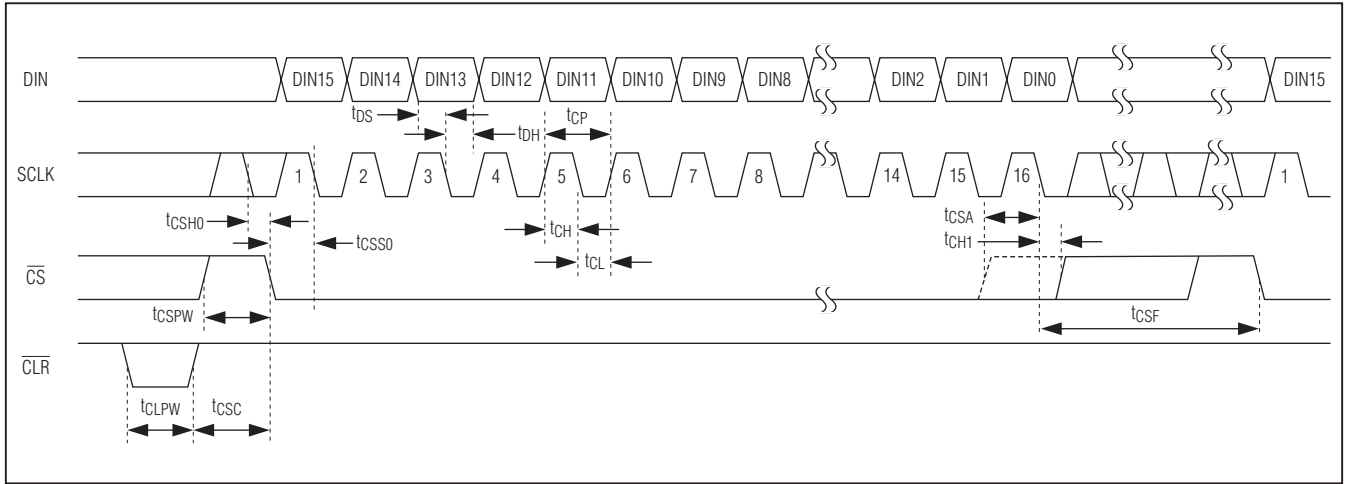 DIN
DIN15 DIN14 DIN13 DIN12 DIN11 DIN10 DIN9 DIN8 DIN2 DIN1 DIN0 DIN15
tDS tDH tCP
SCLK
1 2 3 4 5 6 7 8 14 15 16 1
tCSH0 tCSS0 tCH tCL tCSA
tCH1
CS
tCSPW tCSF
CLR
tCLPW tCSC